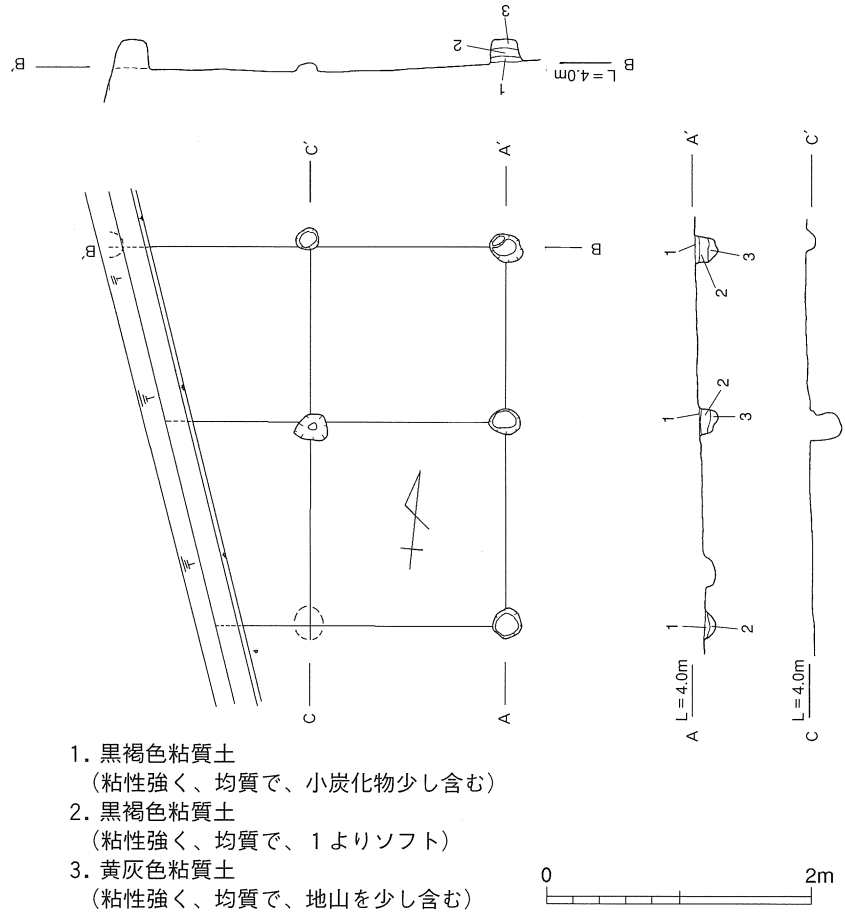 3
2
1
B′
B
L=4.0m
C′
A′
A′
C′
B′
B
1
2
3
1
2
3
1
2
C
A
L=4.0m
A
L=4.0m
C
1. 黒褐色粘質土
(粘性強く、均質で、小炭化物少し含む)
2. 黒褐色粘質土
(粘性強く、均質で、1よりソフト)
3. 黄灰色粘質土
(粘性強く、均質で、地山を少し含む)
0
2m